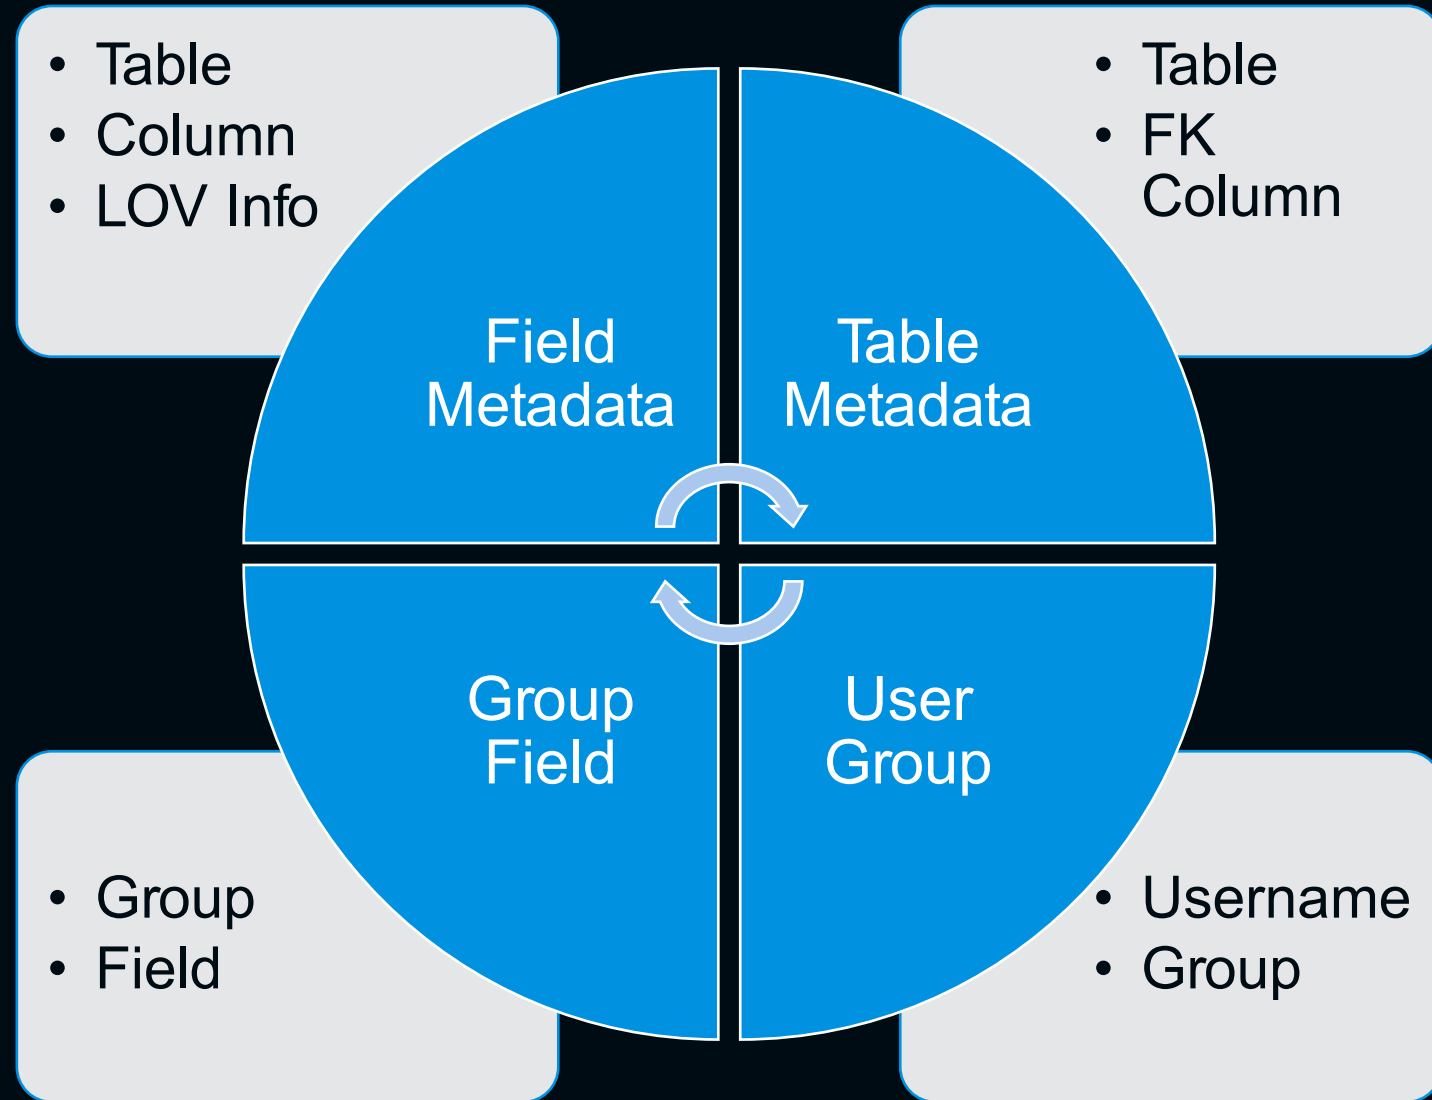 • Table
• Column
• LOV Info
• Table
• FK
Column
Field
Metadata
Table
Metadata
Group
Field
User
Group
• Group
• Field
• Username
• Group